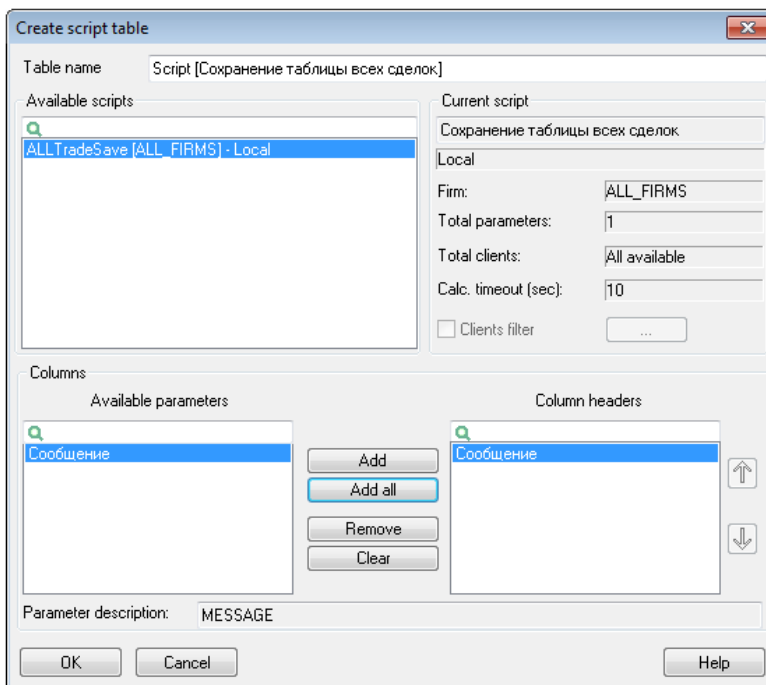 Create script table
Table name Script [Сохранение таблицы всех сделок]
Available scripts
ALLTradeSave [ALL_FIRMS] - Local
Current script
Сохранение таблицы всех сделок
Local
Firm: ALL_FIRMS
Total parameters: 1
Total clients: All available
Calc. timeout (sec): 10
Clients filter ...
Columns
Available parameters
Сообщение
Add
Add all
Remove
Clear
Column headers
Сообщение
Parameter description: MESSAGE
OK Cancel Help